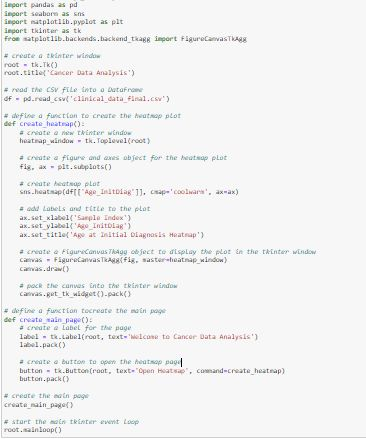 import pandas as pd
import seaborn as sns
import matplotlib.pyplot as plt
import tkinter as tk
from matplotlib.backends.backend_tkagg import FigureCanvasTkAgg

# create a tkinter window
root = tk.Tk()
root.title('Cancer Data Analysis')

# read the CSV file into a DataFrame
df = pd.read_csv('clinical_data_final.csv')

# define a function to create the heatmap plot
def create_heatmap():
    # create a new tkinter window
    heatmap_window = tk.Toplevel(root)

    # create a figure and axes object for the heatmap plot
    fig, ax = plt.subplots()

    # create heatmap plot
    sns.heatmap(df[['Age_InitDiag']], cmap='coolwarm', ax=ax)

    # add labels and title to the plot
    ax.set_xlabel('Sample index')
    ax.set_ylabel('Age_InitDiag')
    ax.set_title('Age at Initial Diagnosis Heatmap')

    # create a FigureCanvasTkAgg object to display the plot in the tkinter window
    canvas = FigureCanvasTkAgg(fig, master=heatmap_window)
    canvas.draw()

    # pack the canvas into the tkinter window
    canvas.get_tk_widget().pack()

# define a function tocreate the main page
def create_main_page():
    # create a label for the page
    label = tk.Label(root, text='Welcome to Cancer Data Analysis')
    label.pack()

    # create a button to open the heatmap page
    button = tk.Button(root, text='Open Heatmap', command=create_heatmap)
    button.pack()

# create the main page
create_main_page()

# start the main tkinter event loop
root.mainloop()